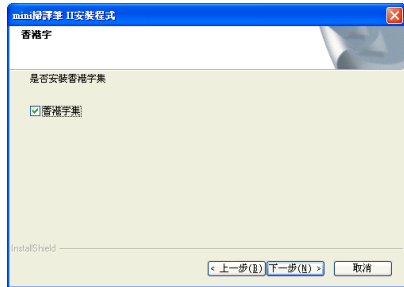 mini掃譯筆 II安裝程式
香港字
是否安裝香港字集
香港字集
InstallShield
< 上一步(B) 下一步(N) > 取消